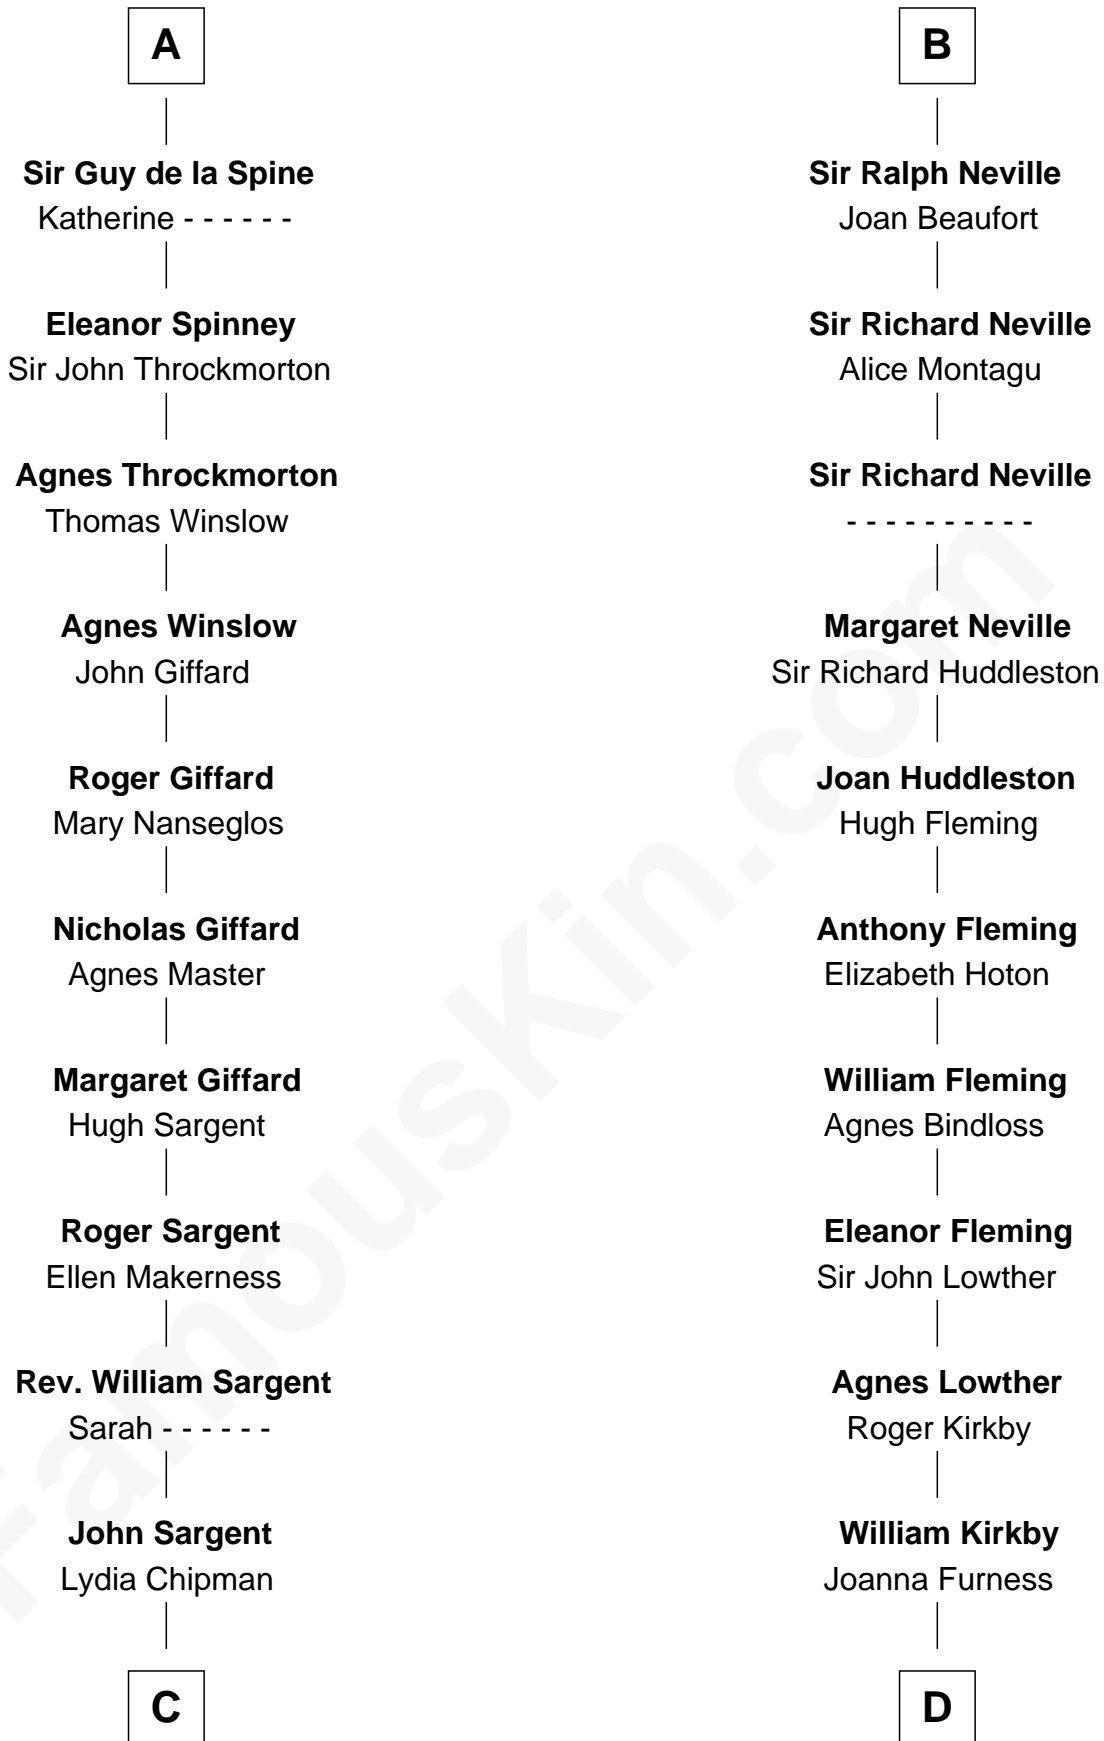 A
Sir Guy de la Spine
Katherine - - - - - -
Eleanor Spinney
Sir John Throckmorton
Agnes Throckmorton
Thomas Winslow
Agnes Winslow
John Giffard
Roger Giffard
Mary Nanseglos
Nicholas Giffard
Agnes Master
Margaret Giffard
Hugh Sargent
Roger Sargent
Ellen Makerness
Rev. William Sargent
Sarah - - - - - -
John Sargent
Lydia Chipman
C
B
Sir Ralph Neville
Joan Beaufort
Sir Richard Neville
Alice Montagu
Sir Richard Neville
- - - - - - - - - -
Margaret Neville
Sir Richard Huddleston
Joan Huddleston
Hugh Fleming
Anthony Fleming
Elizabeth Hoton
William Fleming
Agnes Bindloss
Eleanor Fleming
Sir John Lowther
Agnes Lowther
Roger Kirkby
William Kirkby
Joanna Furness
D
FamousKin.com